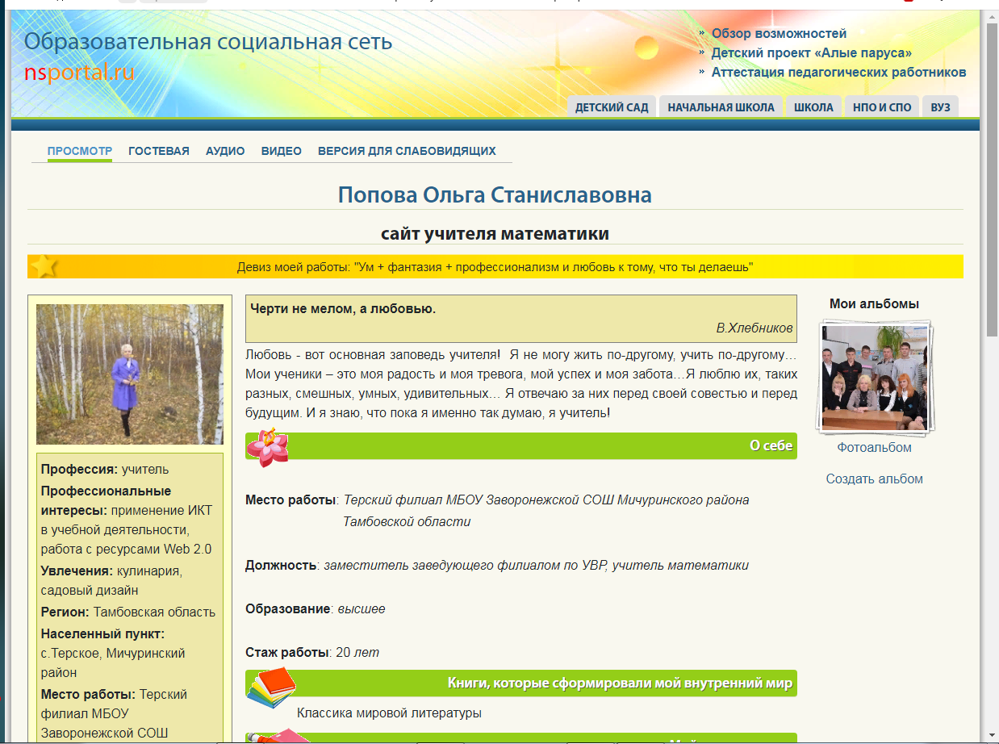 Образовательная социальная сеть
nsportal.ru
» Обзор возможностей
» Детский проект «Алые паруса»
» Аттестация педагогических работников
ДЕТСКИЙ САД НАЧАЛЬНАЯ ШКОЛА ШКОЛА НПО И СПО ВУЗ
ПРОСМОТР ГОСТЕВАЯ АУДИО ВИДЕО ВЕРСИЯ ДЛЯ СЛАБОВИДЯЩИХ
Попова Ольга Станиславовна
сайт учителя математики
Девиз моей работы: "Ум + фантазия + профессионализм и любовь к тому, что ты делаешь"
Профессия: учитель
Профессиональные
интересы: применение ИКТ
в учебной деятельности,
работа с ресурсами Web 2.0
Увлечения: кулинария,
садовый дизайн
Регион: Тамбовская область
Населенный пункт:
с.Терское, Мичуринский
район
Место работы: Терский
филиал МБОУ
Заворонежской СОШ
Черти не мелом, а любовью.
В.Хлебников
Любовь - вот основная заповедь учителя! Я не могу жить по-другому, учить по-другому…
Мои ученики – это моя радость и моя тревога, мой успех и моя забота…Я люблю их, таких
разных, смешных, умных, удивительных… Я отвечаю за них перед своей совестью и перед
будущим. И я знаю, что пока я именно так думаю, я учитель!
О себе
Место работы: Терский филиал МБОУ Заворонежской СОШ Мичуринского района
Тамбовской области
Должность: заместитель заведующего филиалом по УВР, учитель математики
Образование: высшее
Стаж работы: 20 лет
Книги, которые сформировали мой внутренний мир
Классика мировой литературы
Мои альбомы
Фотоальбом
Создать альбом